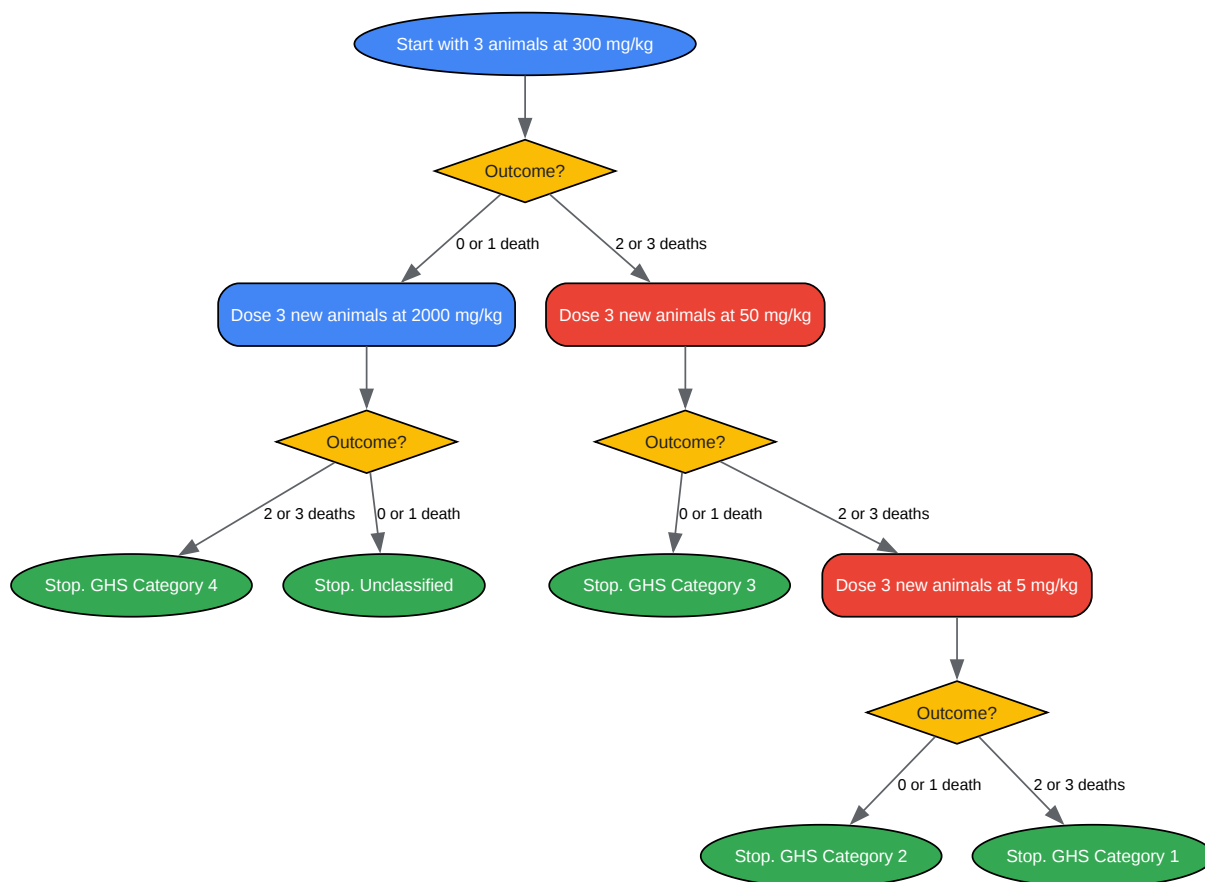 Start with 3 animals at 300 mg/kg
Outcome?
0 or 1 death
2 or 3 deaths
Dose 3 new animals at 2000 mg/kg
Dose 3 new animals at 50 mg/kg
Outcome?
Outcome?
2 or 3 deaths
0 or 1 death
0 or 1 death
2 or 3 deaths
Stop. GHS Category 4
Stop. Unclassified
Stop. GHS Category 3
Dose 3 new animals at 5 mg/kg
Outcome?
0 or 1 death
2 or 3 deaths
Stop. GHS Category 2
Stop. GHS Category 1